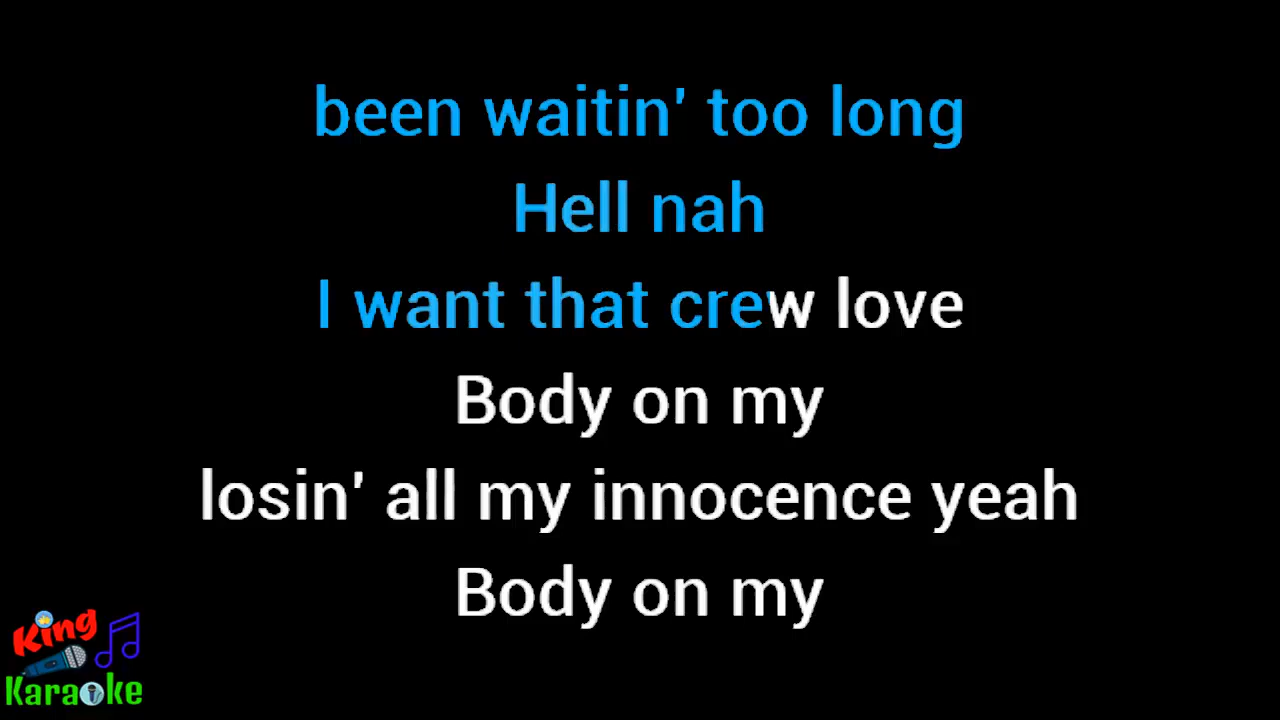 been waitin' too long
Hell nah
I want that crew love
Body on my
losin' all my innocence yeah
Body on my
King
Karaoke